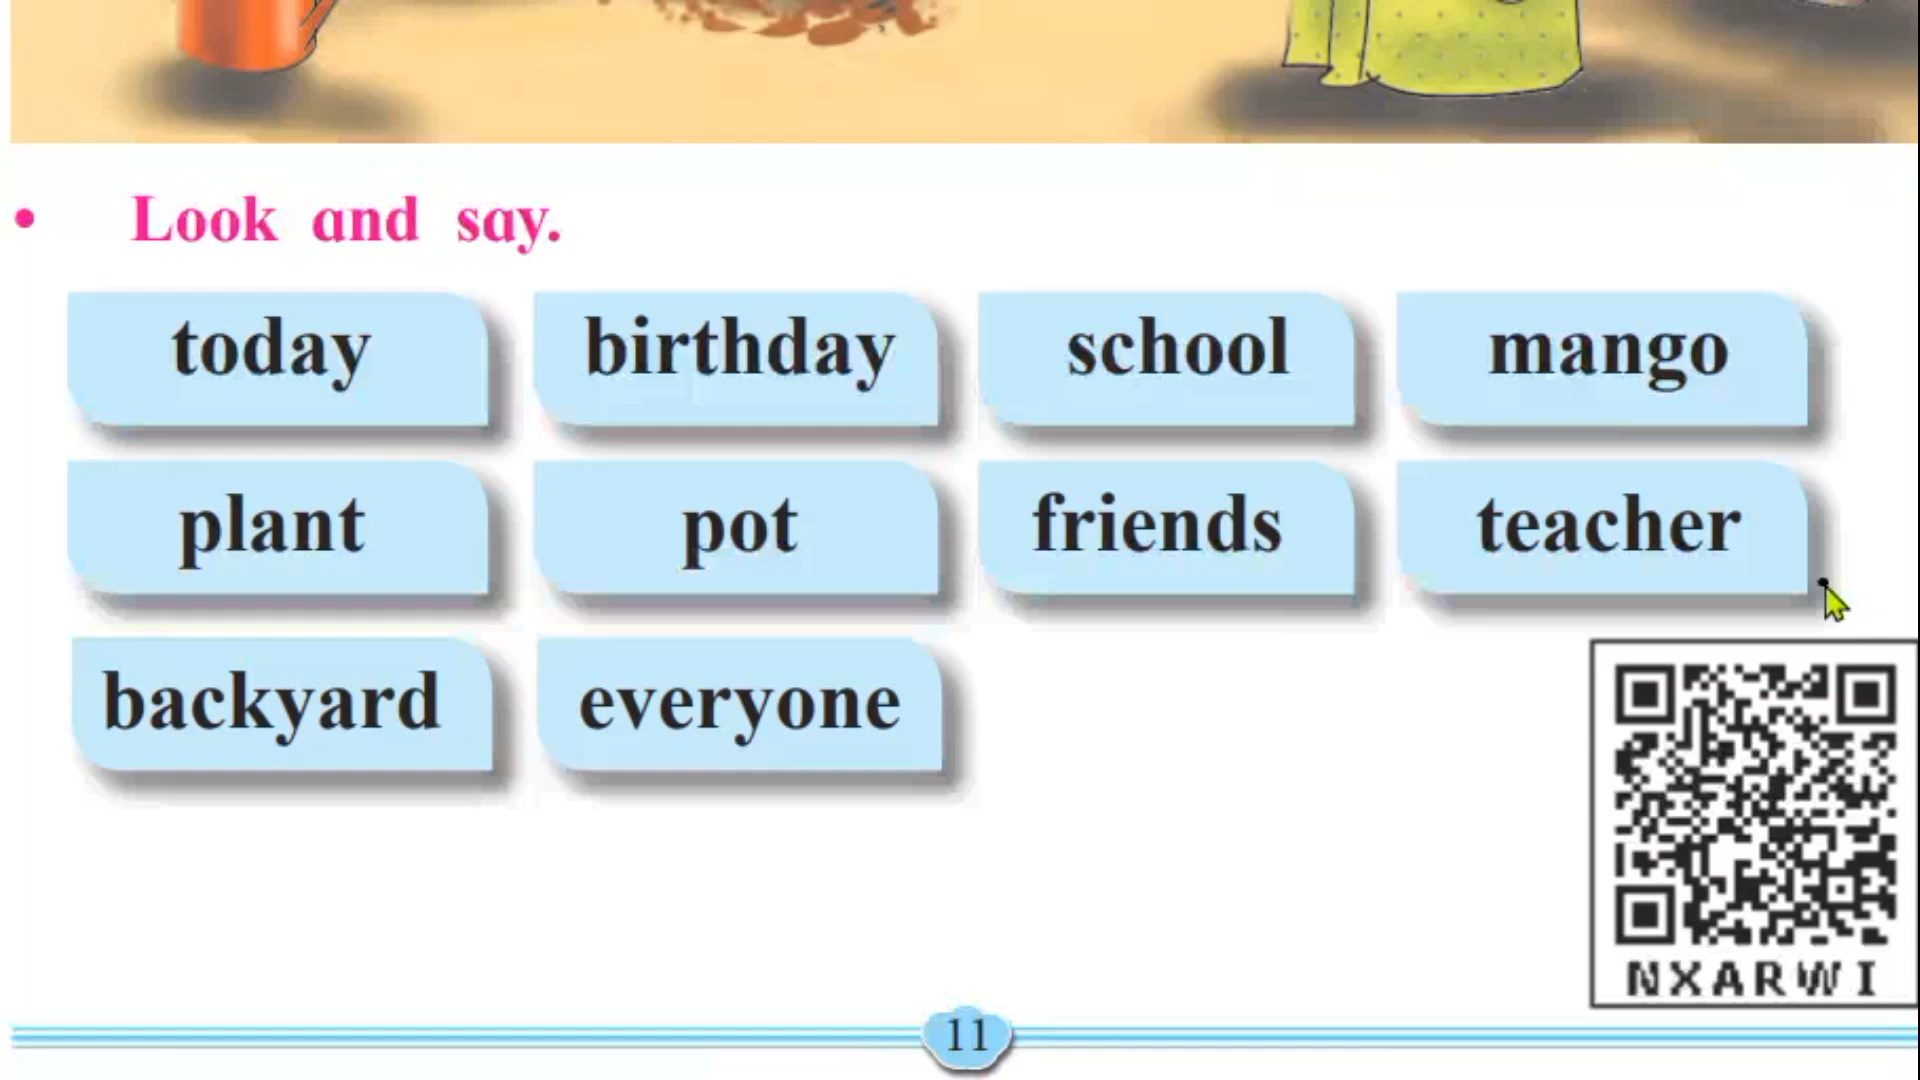 • Look and say.
today birthday school mango
plant pot friends teacher
backyard everyone
NXARWI
11